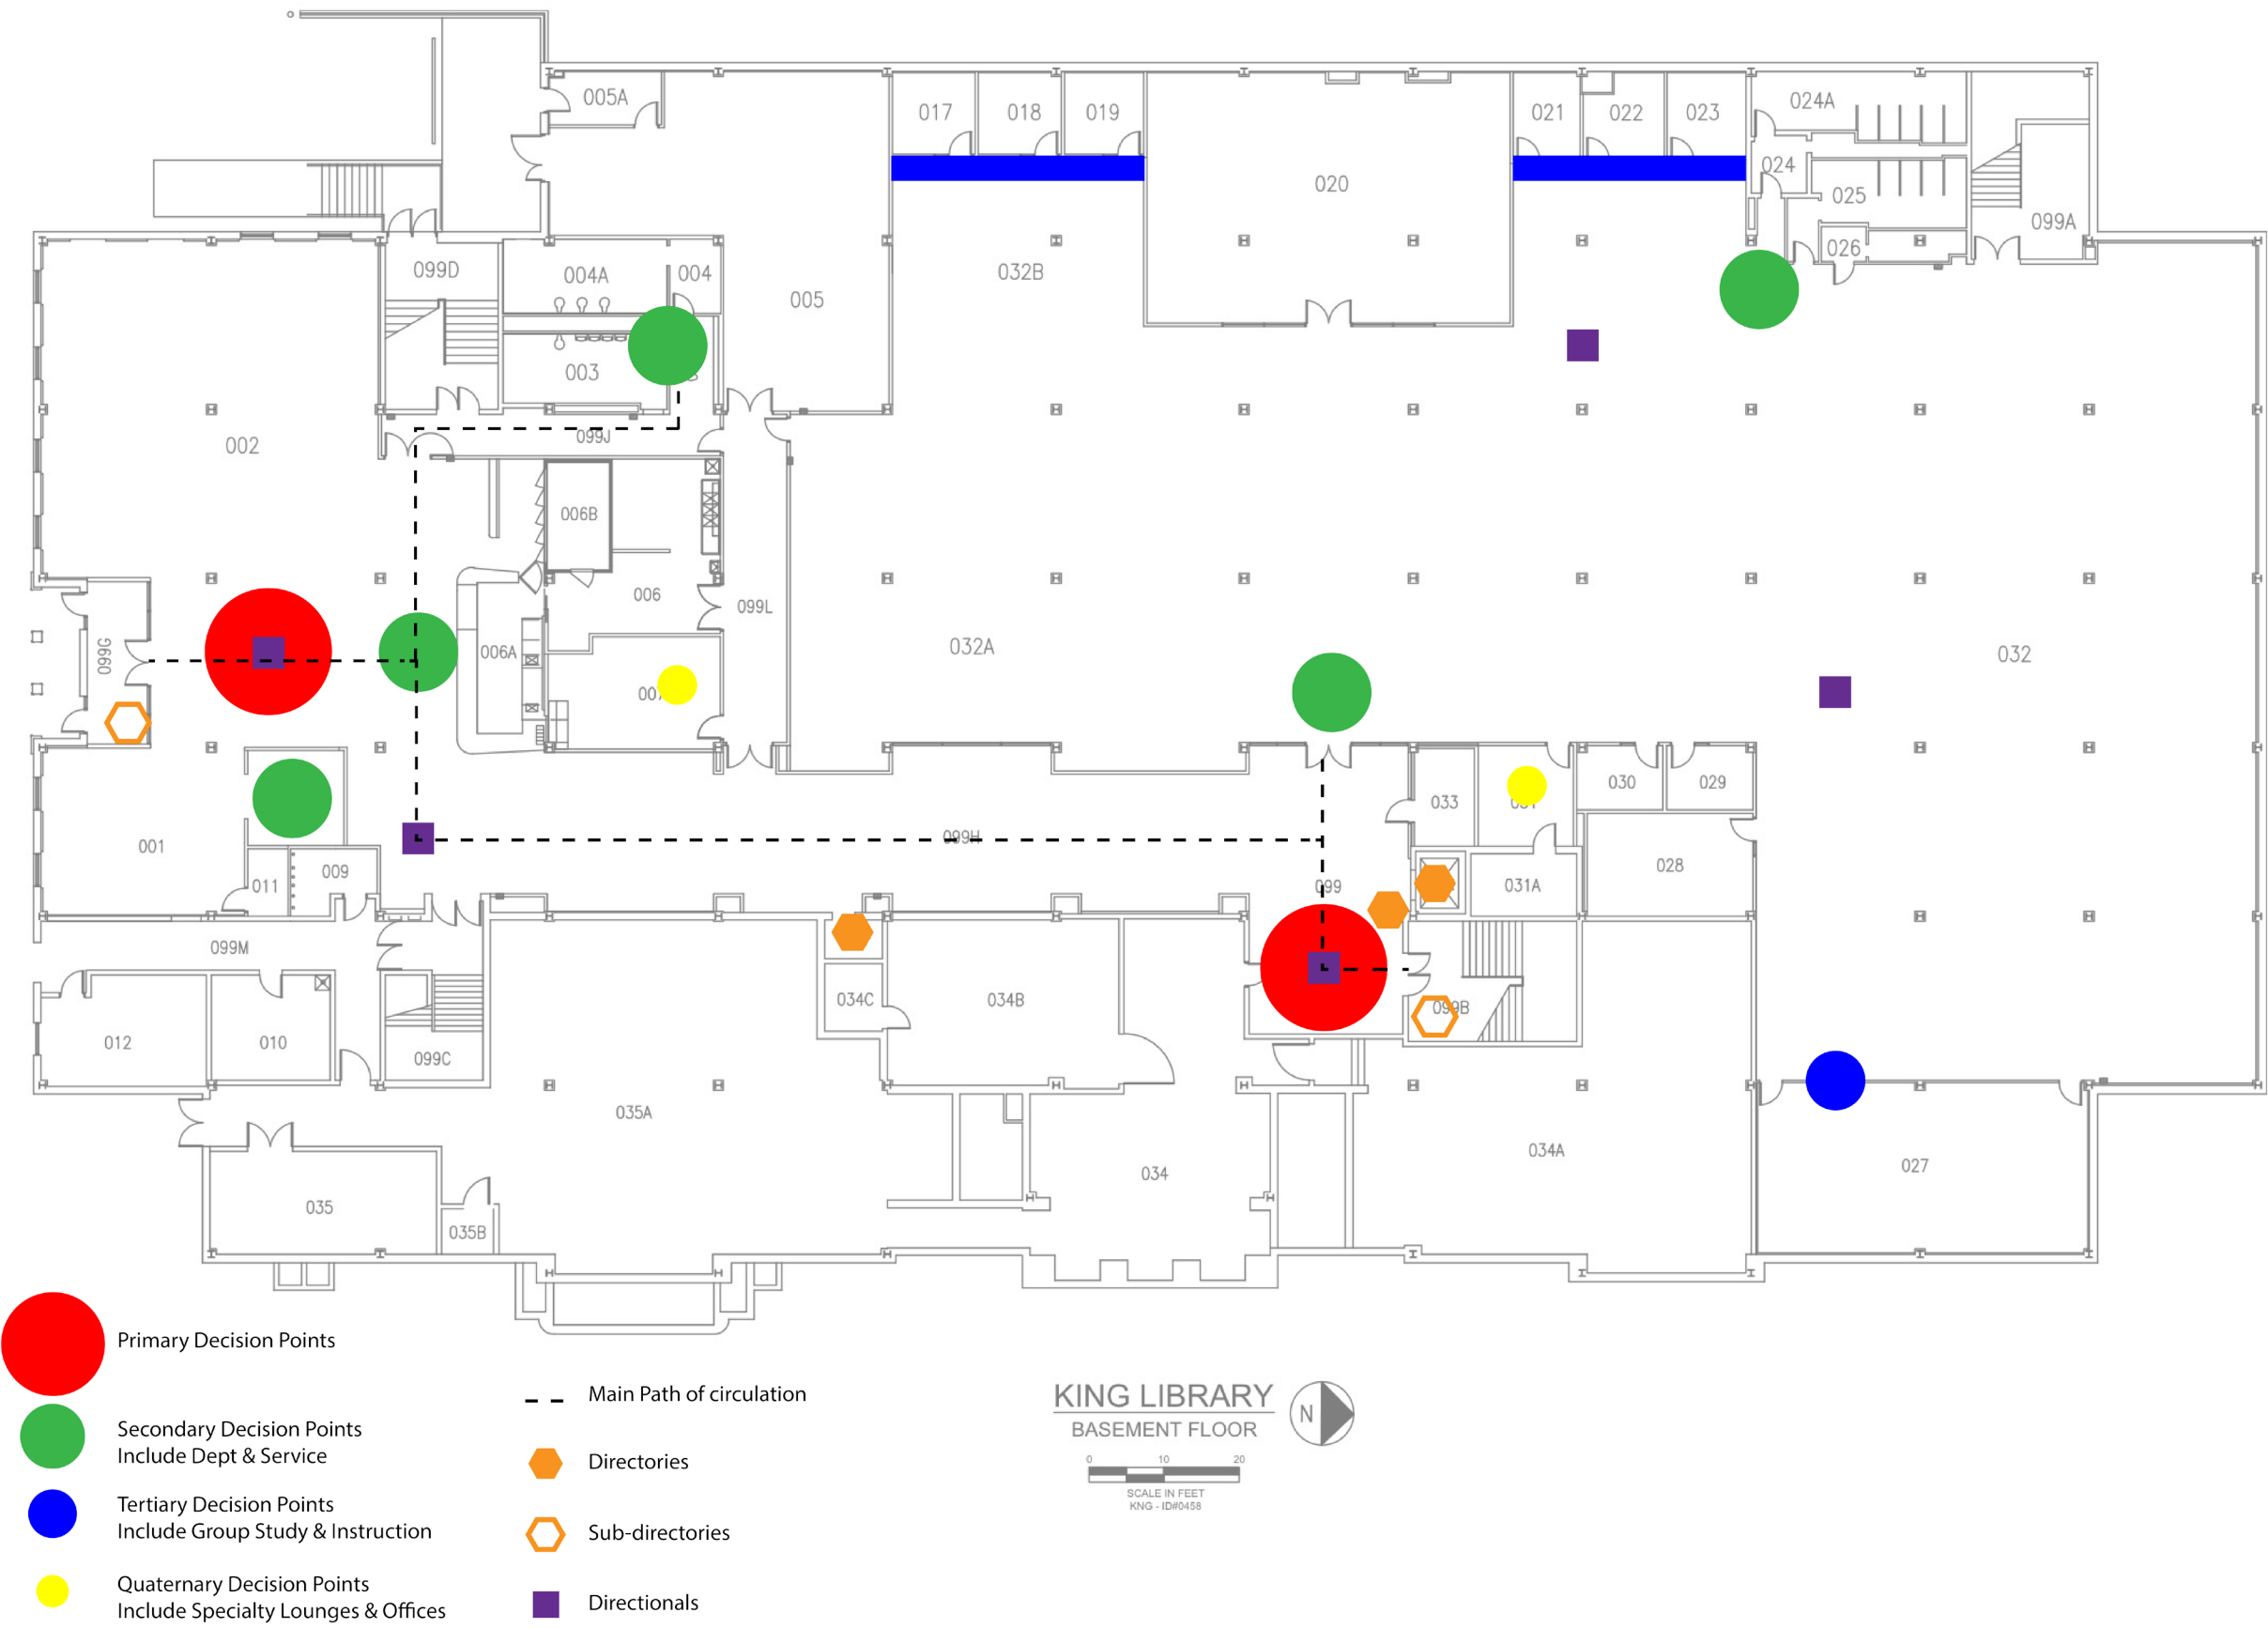 005A
017
018
019
021
022
023
024A
024
020
025
099A
026
099D
004A
004
032B
005
003
002
099J
006B
006
099L
099G
006A
032A
032
001
099H
033
030
029
011
009
099
031A
028
099M
034C
034B
099B
012
010
099C
035A
034A
034
027
035
035B
Primary Decision Points
Secondary Decision Points
Include Dept & Service
Tertiary Decision Points
Include Group Study & Instruction
Quaternary Decision Points
Include Specialty Lounges & Offices
Main Path of circulation
Directories
Sub-directories
Directionals
KING LIBRARY
BASEMENT FLOOR
N
0 10 20
SCALE IN FEET
KNG - ID#0458